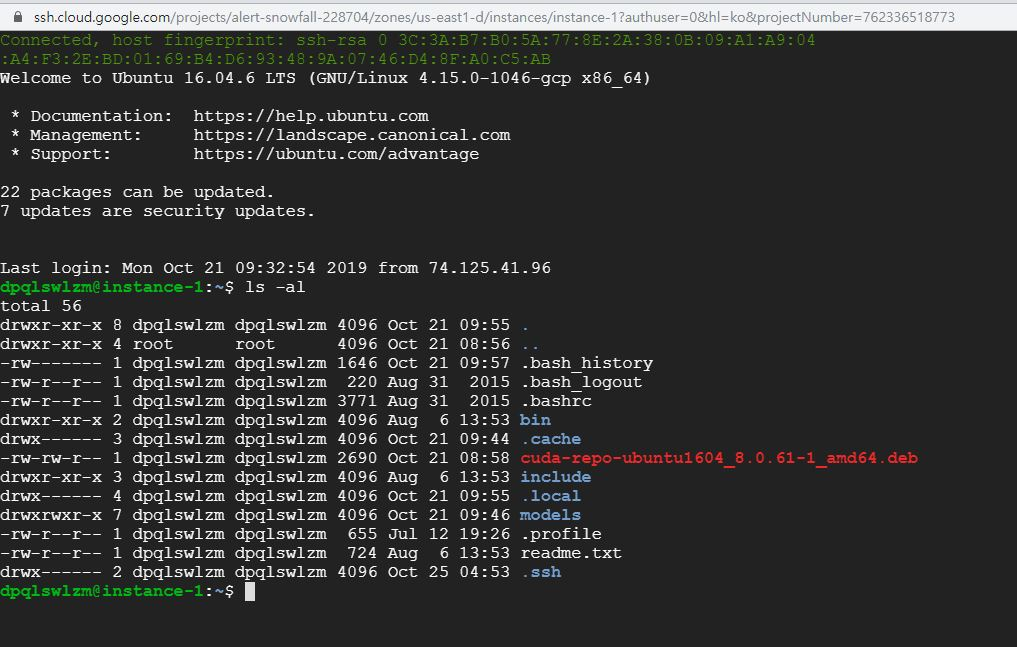 ssh.cloud.google.com/projects/alert-snowfall-228704/zones/us-east1-d/instances/instance-1?authuser=0&hl=ko&projectNumber=762336518773
Connected, host fingerprint: ssh-rsa 0 3C:3A:B7:B0:5A:77:8E:2A:38:0B:09:A1:A9:04
:A4:F3:2E:BD:01:69:B4:D6:93:48:9A:07:46:D4:8F:A0:C5:AB
Welcome to Ubuntu 16.04.6 LTS (GNU/Linux 4.15.0-1046-gcp x86_64)
* Documentation:  https://help.ubuntu.com
* Management:     https://landscape.canonical.com
* Support:        https://ubuntu.com/advantage
22 packages can be updated.
7 updates are security updates.
Last login: Mon Oct 21 09:32:54 2019 from 74.125.41.96
dpqlswlzm@instance-1:~$ ls -al
total 56
drwxr-xr-x 8 dpqlswlzm dpqlswlzm 4096 Oct 21 09:55 .
drwxr-xr-x 4 root      root      4096 Oct 21 08:56 ..
-rw------- 1 dpqlswlzm dpqlswlzm 1646 Oct 21 09:57 .bash_history
-rw-r--r-- 1 dpqlswlzm dpqlswlzm  220 Aug 31  2015 .bash_logout
-rw-r--r-- 1 dpqlswlzm dpqlswlzm 3771 Aug 31  2015 .bashrc
drwxr-xr-x 2 dpqlswlzm dpqlswlzm 4096 Aug  6 13:53 bin
drwx------ 3 dpqlswlzm dpqlswlzm 4096 Oct 21 09:44 .cache
-rw-rw-r-- 1 dpqlswlzm dpqlswlzm 2690 Oct 21 08:58 cuda-repo-ubuntu1604_8.0.61-1_amd64.deb
drwxr-xr-x 3 dpqlswlzm dpqlswlzm 4096 Aug  6 13:53 include
drwx------ 4 dpqlswlzm dpqlswlzm 4096 Oct 21 09:55 .local
drwxrwxr-x 7 dpqlswlzm dpqlswlzm 4096 Oct 21 09:46 models
-rw-r--r-- 1 dpqlswlzm dpqlswlzm  655 Jul 12 19:26 .profile
-rw-r--r-- 1 dpqlswlzm dpqlswlzm  724 Aug  6 13:53 readme.txt
drwx------ 2 dpqlswlzm dpqlswlzm 4096 Oct 25 04:53 .ssh
dpqlswlzm@instance-1:~$